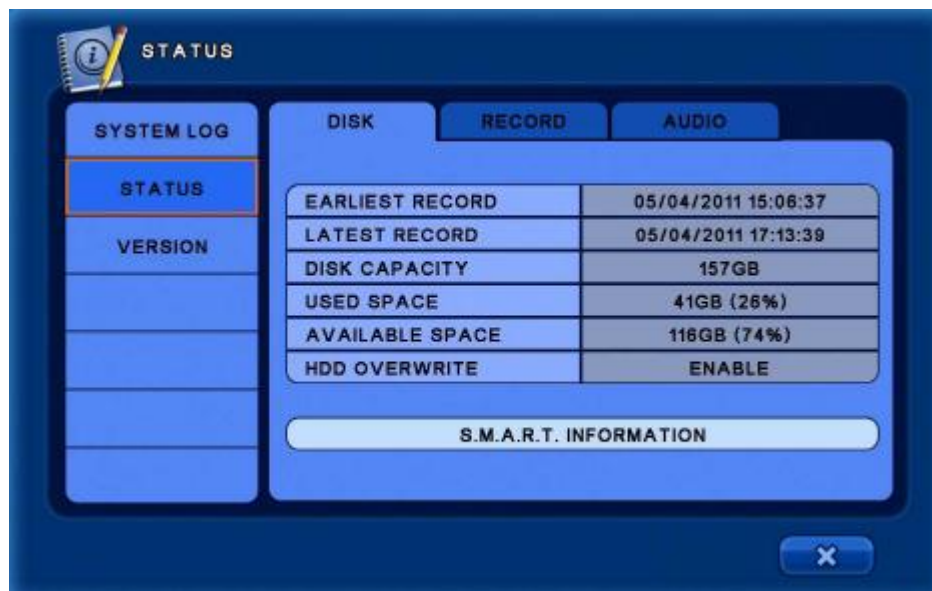 STATUS
DISK RECORD AUDIO
SYSTEM LOG
STATUS
VERSION
EARLIEST RECORD 05/04/2011 15:06:37
LATEST RECORD 05/04/2011 17:13:39
DISK CAPACITY 157GB
USED SPACE 41GB (26%)
AVAILABLE SPACE 116GB (74%)
HDD OVERWRITE ENABLE
S.M.A.R.T. INFORMATION